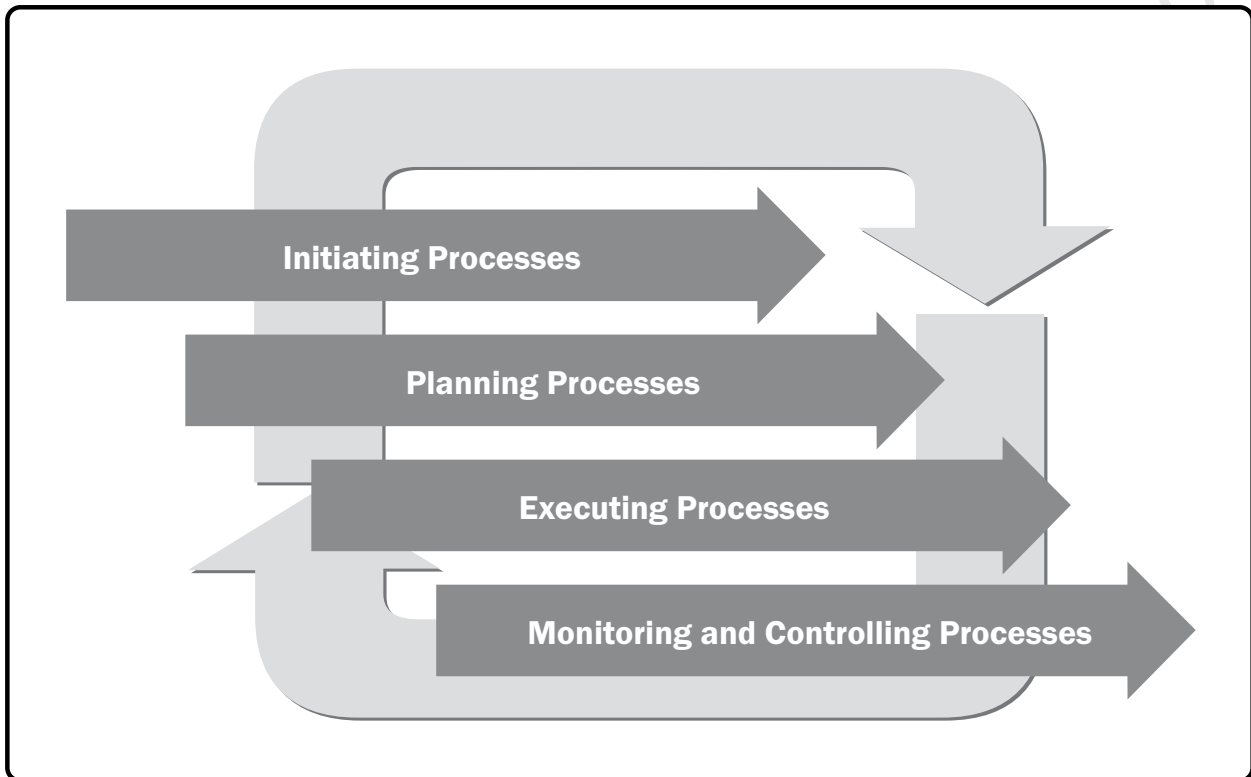 Initiating Processes
Planning Processes
Executing Processes
Monitoring and Controlling Processes